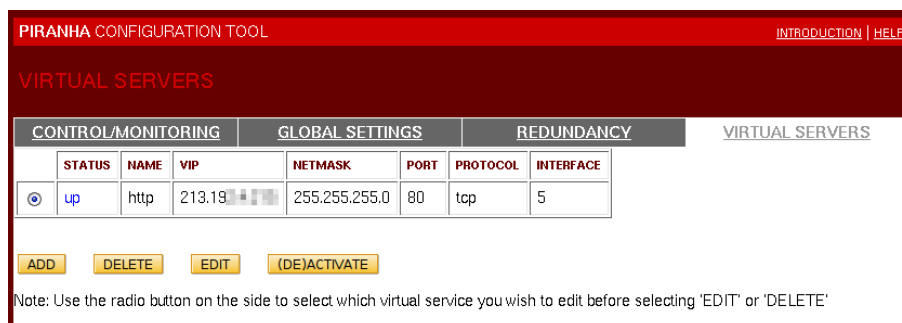 PIRANHA CONFIGURATION TOOL INTRODUCTION | HELP
VIRTUAL SERVERS
CONTROL/MONITORING GLOBAL SETTINGS REDUNDANCY VIRTUAL SERVERS
STATUS NAME VIP NETMASK PORT PROTOCOL INTERFACE
up http 213.19 255.255.255.0 80 tcp 5
ADD DELETE EDIT (DE)ACTIVATE
Note: Use the radio button on the side to select which virtual service you wish to edit before selecting 'EDIT' or 'DELETE'